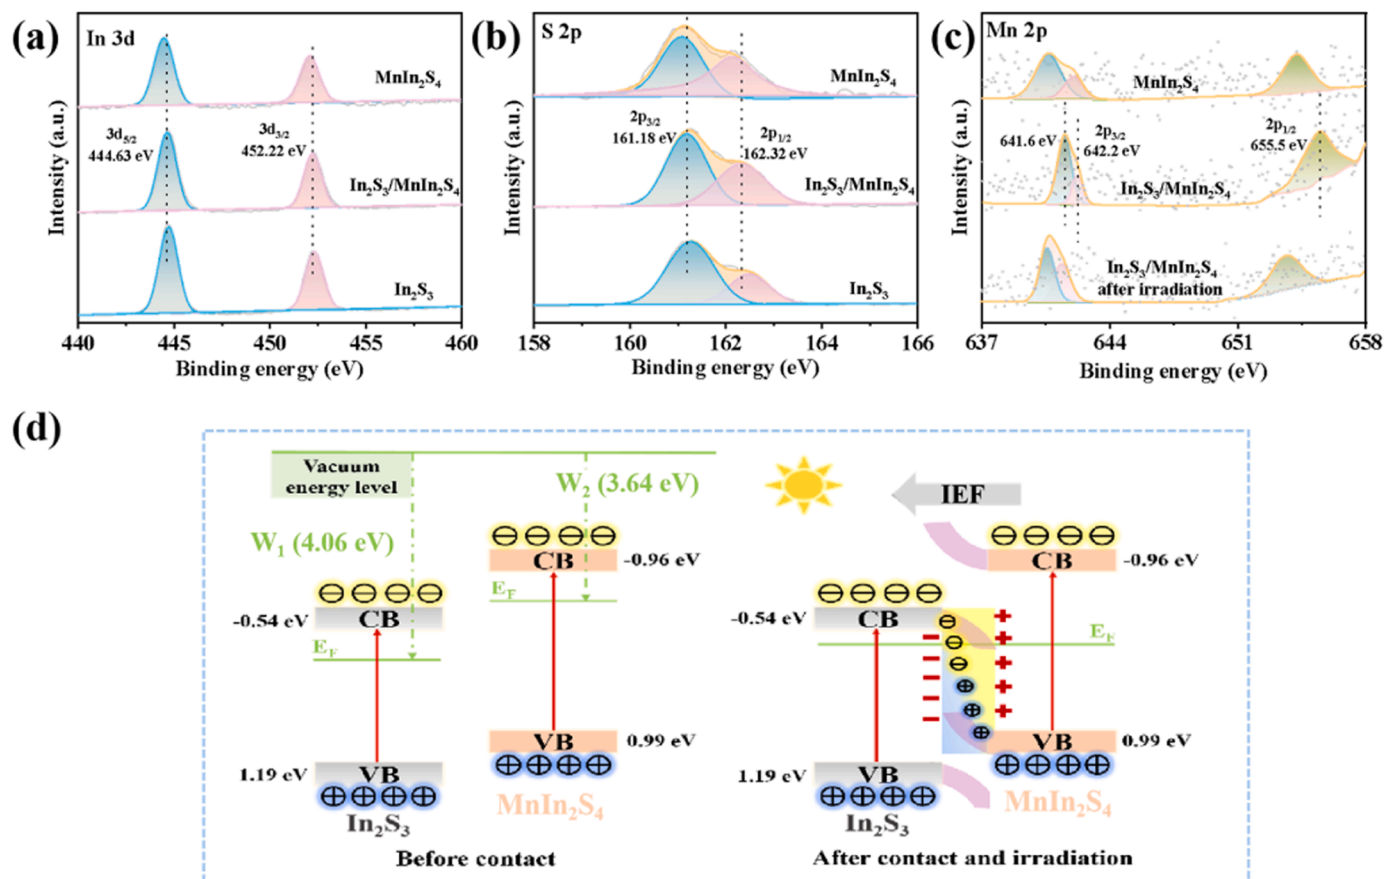 (a)
In 3d
MnIn₂S₄
3d₅/₂
444.63 eV
3d₃/₂
452.22 eV
In₂S₃/MnIn₂S₄
In₂S₃
Intensity (a.u.)
440 445 450 455 460
Binding energy (eV)
(b)
S 2p
MnIn₂S₄
2p₃/₂
161.18 eV
2p₁/₂
162.32 eV
In₂S₃/MnIn₂S₄
In₂S₃
Intensity (a.u.)
158 160 162 164 166
Binding energy (eV)
(c)
Mn 2p
MnIn₂S₄
641.6 eV
2p₃/₂
642.2 eV
2p₁/₂
655.5 eV
In₂S₃/MnIn₂S₄
In₂S₃/MnIn₂S₄
after irradiation
Intensity (a.u.)
637 644 651 658
Binding energy (eV)
(d)
Vacuum
energy level
W₁ (4.06 eV)
W₂ (3.64 eV)
CB
-0.96 eV
E_F
-0.54 eV
CB
E_F
VB
0.99 eV
1.19 eV
VB
MnIn₂S₄
In₂S₃
Before contact
IEF
CB
-0.96 eV
-0.54 eV
CB
E_F
VB
0.99 eV
1.19 eV
VB
MnIn₂S₄
In₂S₃
After contact and irradiation